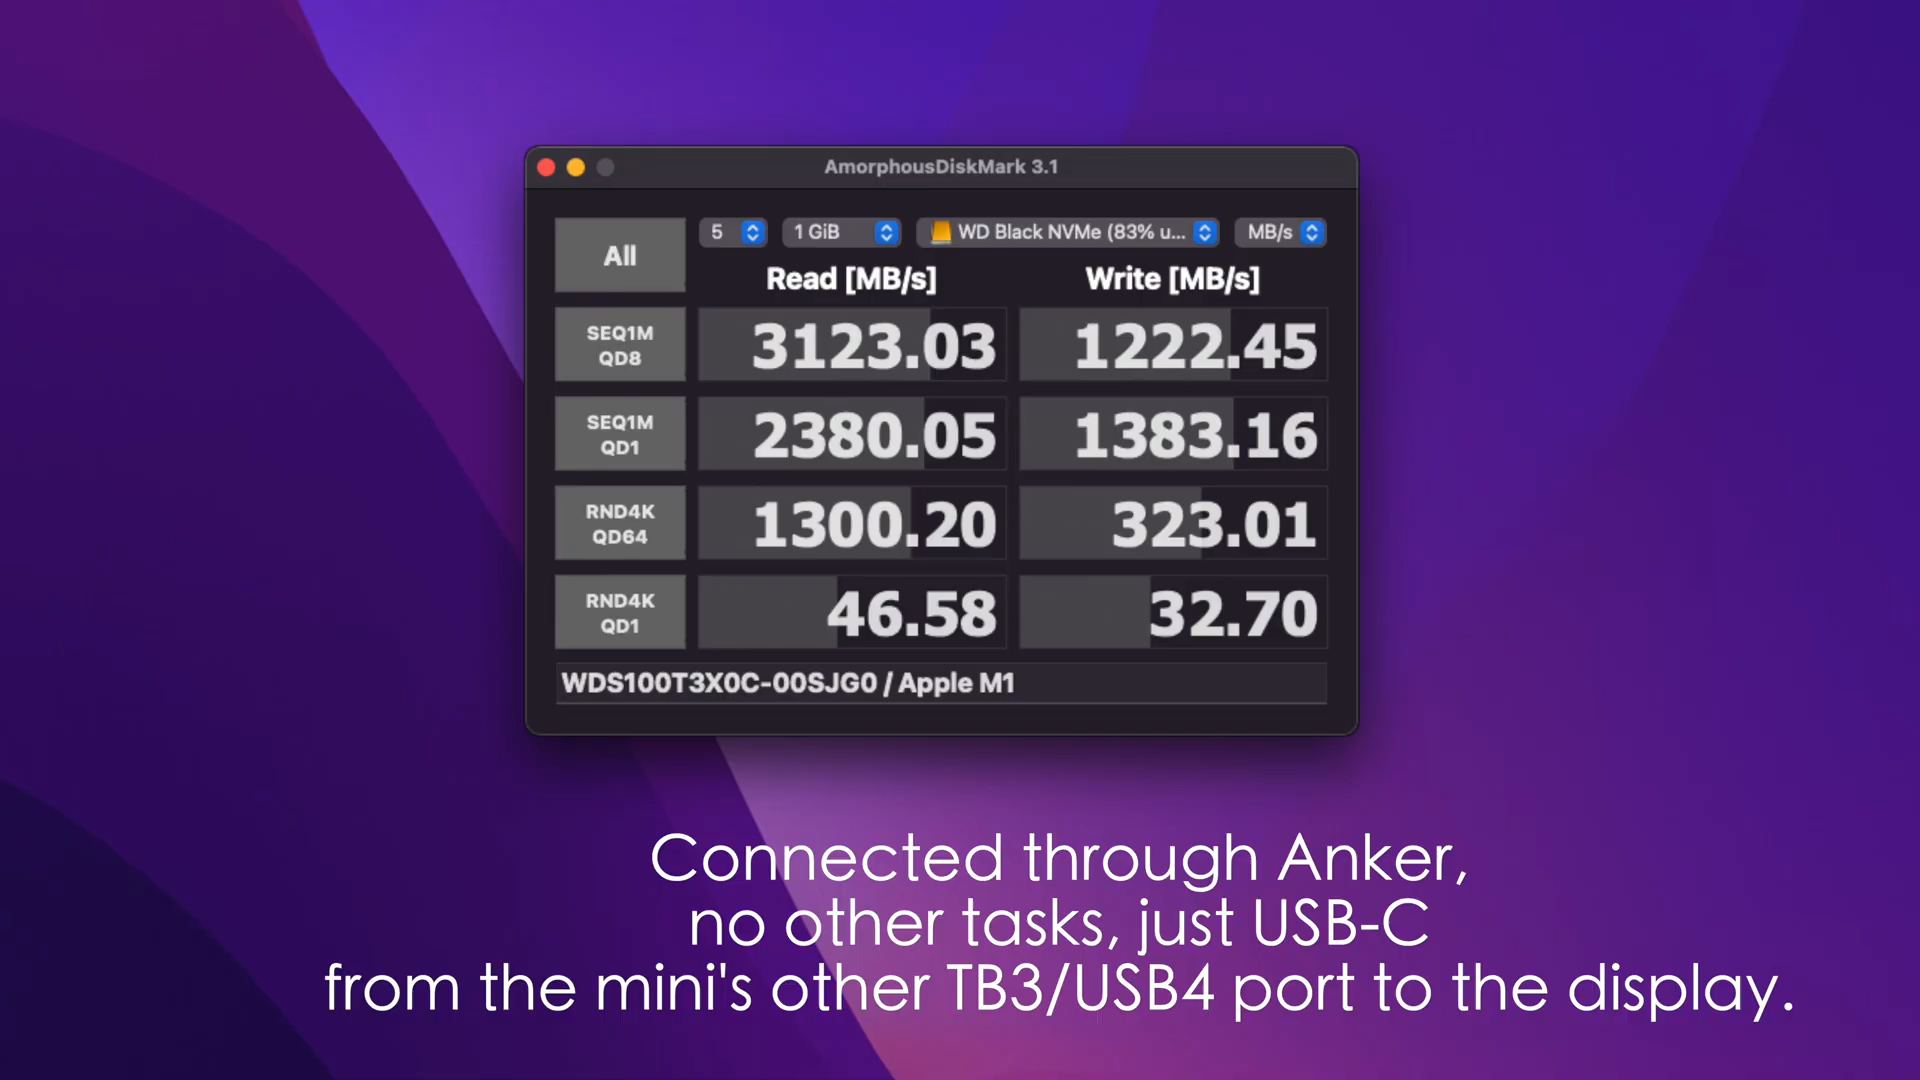 AmorphousDiskMark 3.1
All
5
1 GiB
WD Black NVMe (83% u...
MB/s
Read [MB/s]
Write [MB/s]
SEQ1M
QD8
3123.03
1222.45
SEQ1M
QD1
2380.05
1383.16
RND4K
QD64
1300.20
323.01
RND4K
QD1
46.58
32.70
WDS100T3X0C-00SJG0 / Apple M1
Connected through Anker,
no other tasks, just USB-C
from the mini's other TB3/USB4 port to the display.